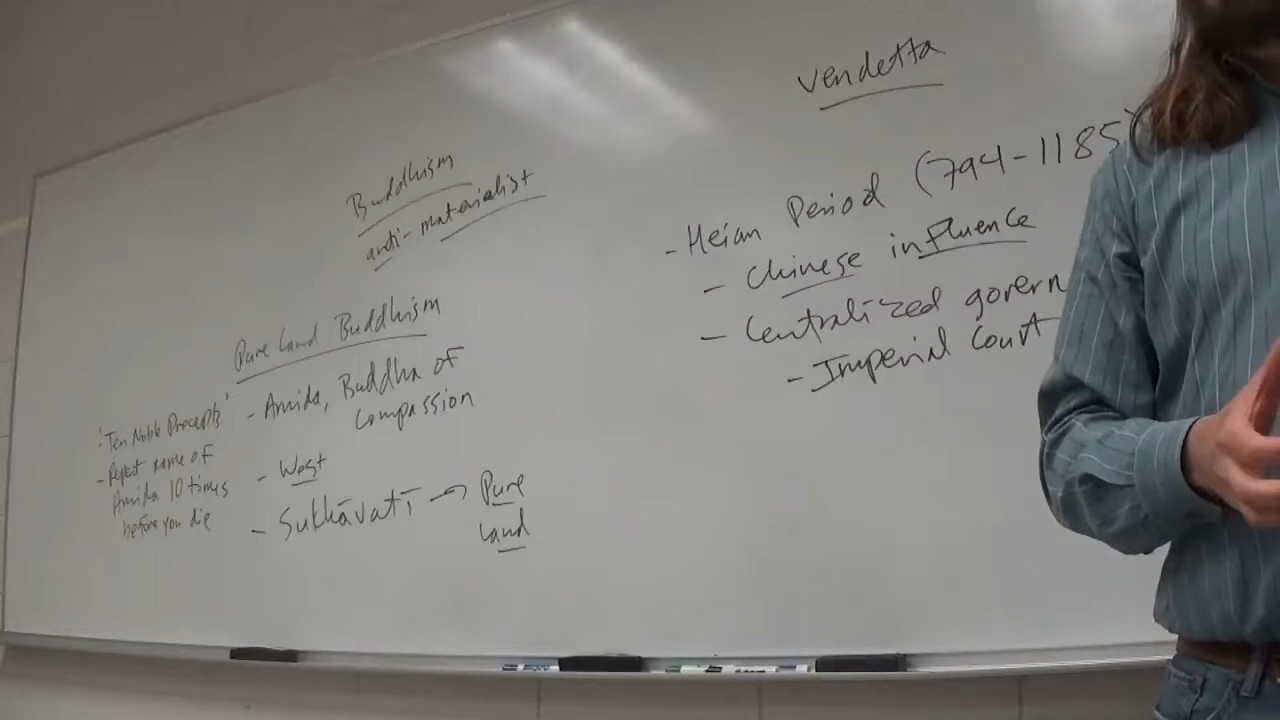 Buddhism
anti-materialist
Pure Land Buddhism
- Amida, Buddha of
Compassion
- West
- Sukhāvatī → Pure
Land
"Ten Noble Precepts"
- Repeat name of
Amida 10 times
before you die
Vendetta
- Heian Period (794-1185)
- Chinese influence
- Centralized govern
- Imperial Court